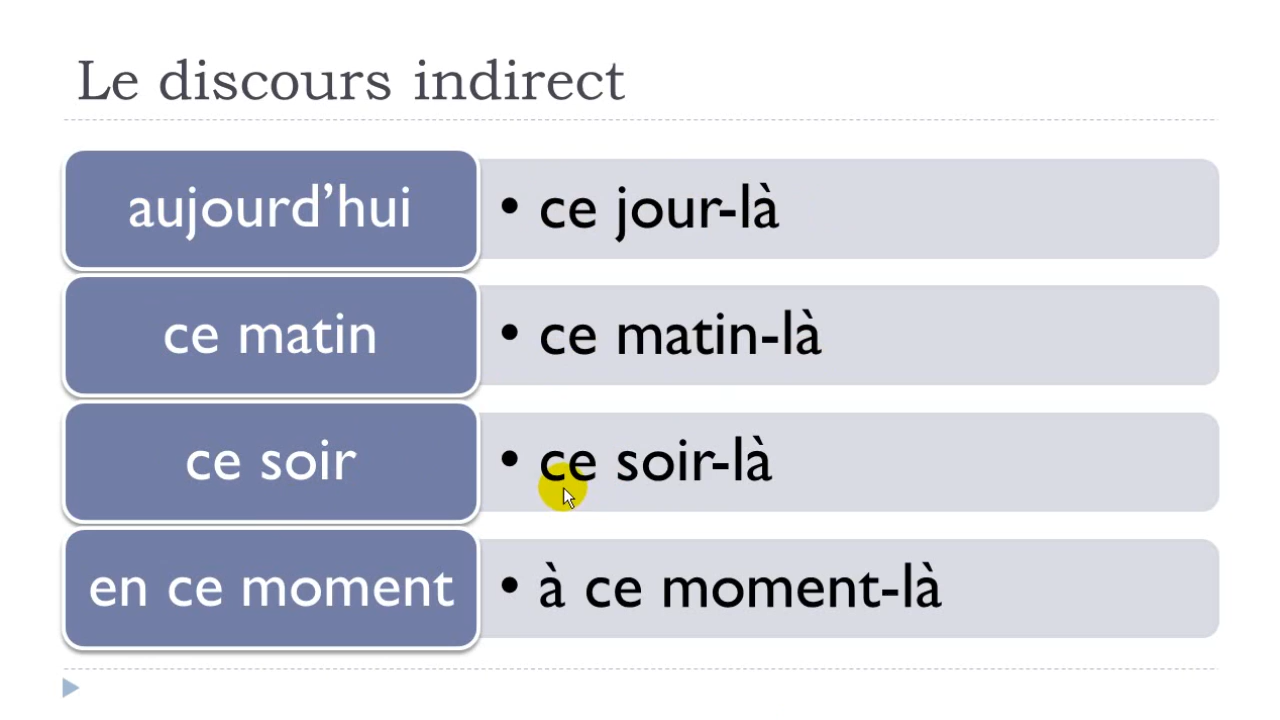 Le discours indirect
aujourd’hui
• ce jour-là
ce matin
• ce matin-là
ce soir
• ce soir-là
en ce moment
• à ce moment-là